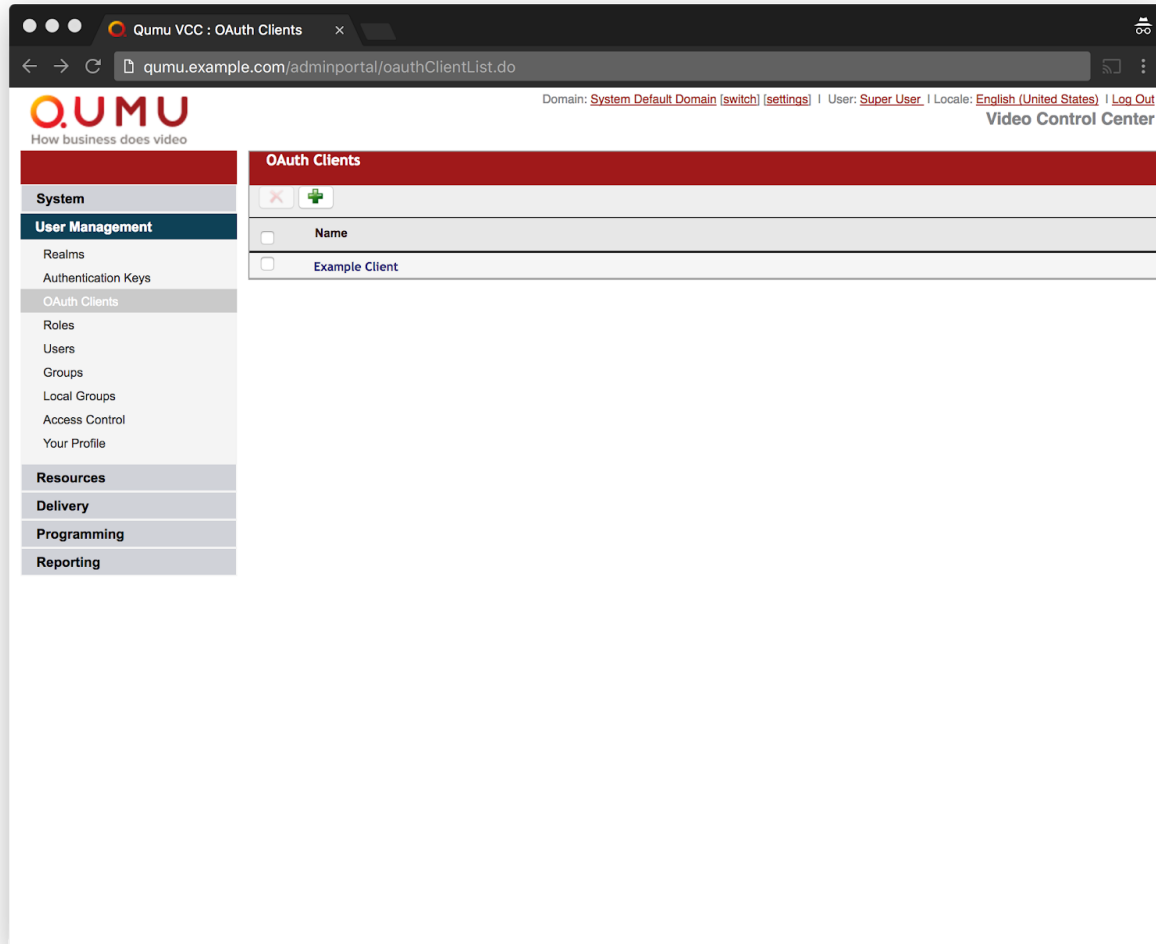 Qumu VCC : OAuth Clients
qumu.example.com/adminportal/oauthClientList.do
QUMU
How business does video
Domain: System Default Domain [switch] [settings] | User: Super User | Locale: English (United States) | Log Out
Video Control Center
OAuth Clients
System
User Management
Realms
Authentication Keys
OAuth Clients
Roles
Users
Groups
Local Groups
Access Control
Your Profile
Resources
Delivery
Programming
Reporting
Name
Example Client